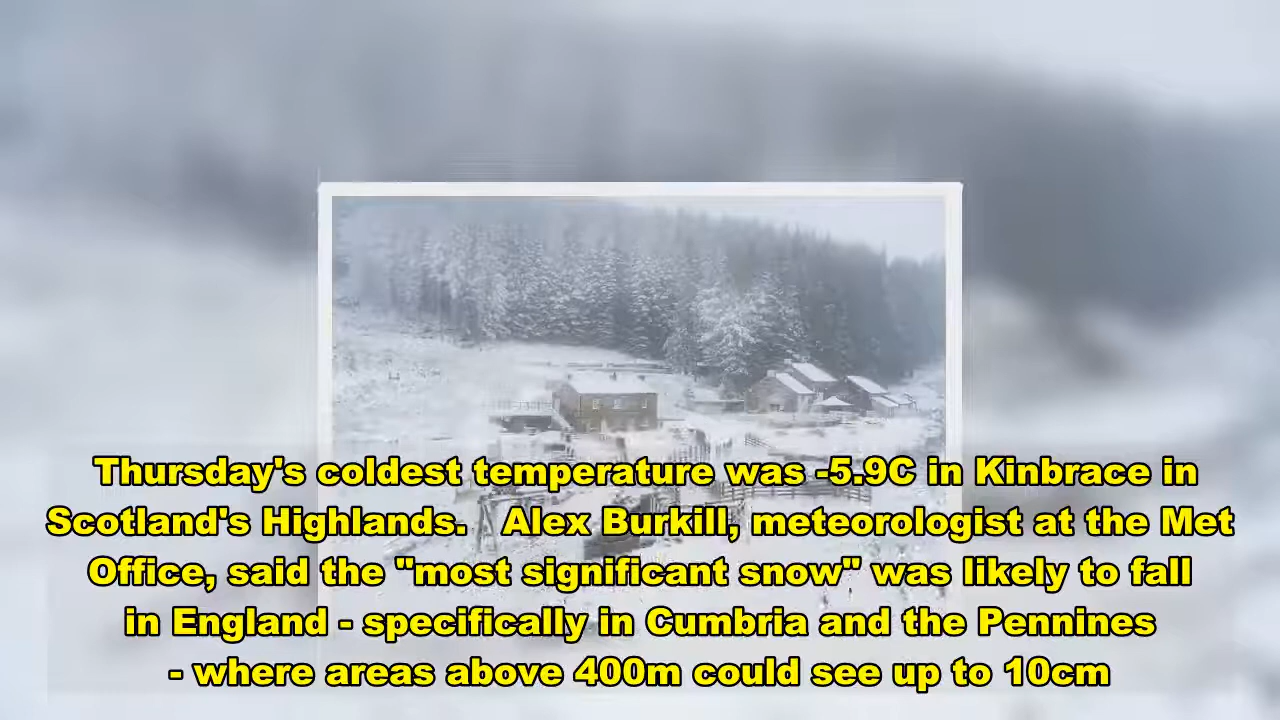 Thursday's coldest temperature was -5.9C in Kinbrace in
Scotland's Highlands.   Alex Burkill, meteorologist at the Met
Office, said the "most significant snow" was likely to fall
in England - specifically in Cumbria and the Pennines
- where areas above 400m could see up to 10cm